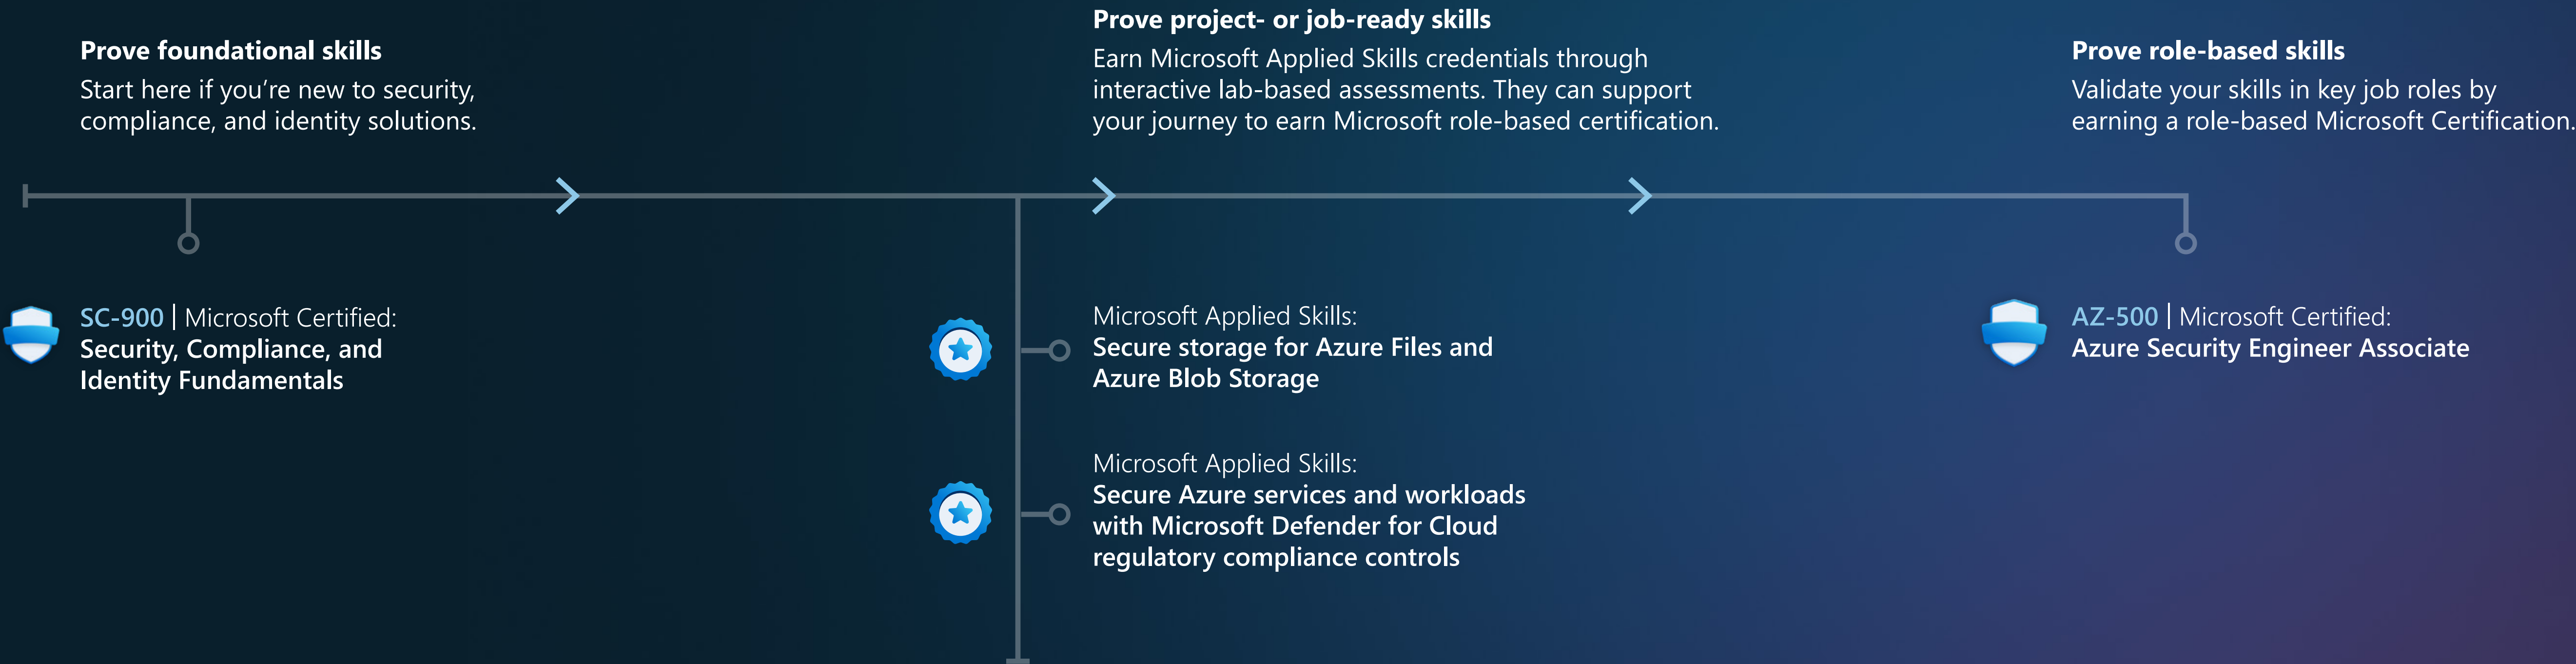 Prove foundational skills
Start here if you’re new to security,
compliance, and identity solutions.
Prove project- or job-ready skills
Earn Microsoft Applied Skills credentials through
interactive lab-based assessments. They can support
your journey to earn Microsoft role-based certification.
Prove role-based skills
Validate your skills in key job roles by
earning a role-based Microsoft Certification.
SC-900 | Microsoft Certified:
Security, Compliance, and
Identity Fundamentals
Microsoft Applied Skills:
Secure storage for Azure Files and
Azure Blob Storage
Microsoft Applied Skills:
Secure Azure services and workloads
with Microsoft Defender for Cloud
regulatory compliance controls
AZ-500 | Microsoft Certified:
Azure Security Engineer Associate